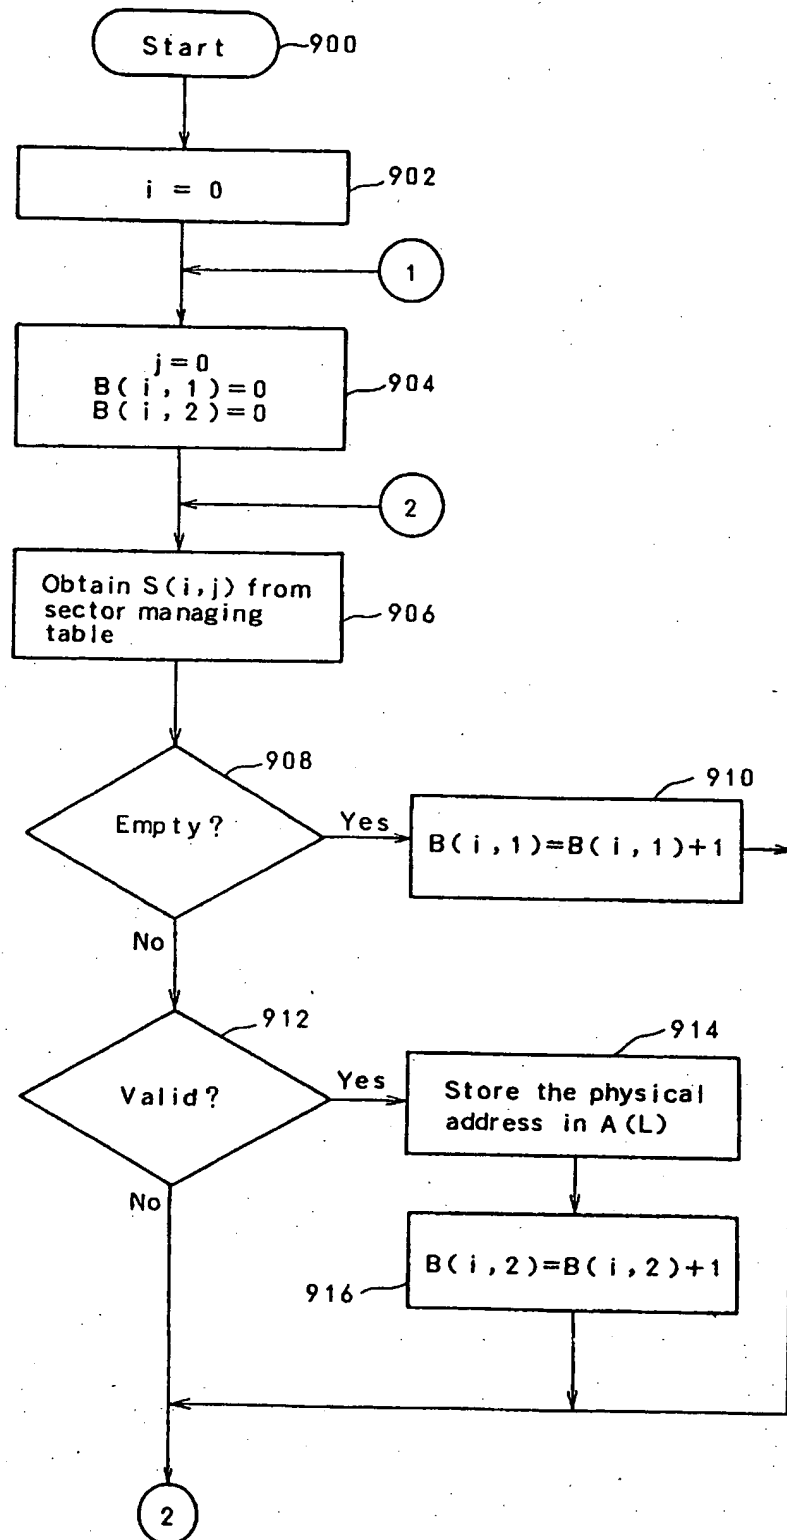 Start
900
i = 0
902
1
j=0
B(i,1)=0
B(i,2)=0
904
2
Obtain S(i,j) from
sector managing
table
906
Empty?
908
Yes
B(i,1)=B(i,1)+1
910
No
Valid?
912
Yes
Store the physical
address in A(L)
914
No
B(i,2)=B(i,2)+1
916
2